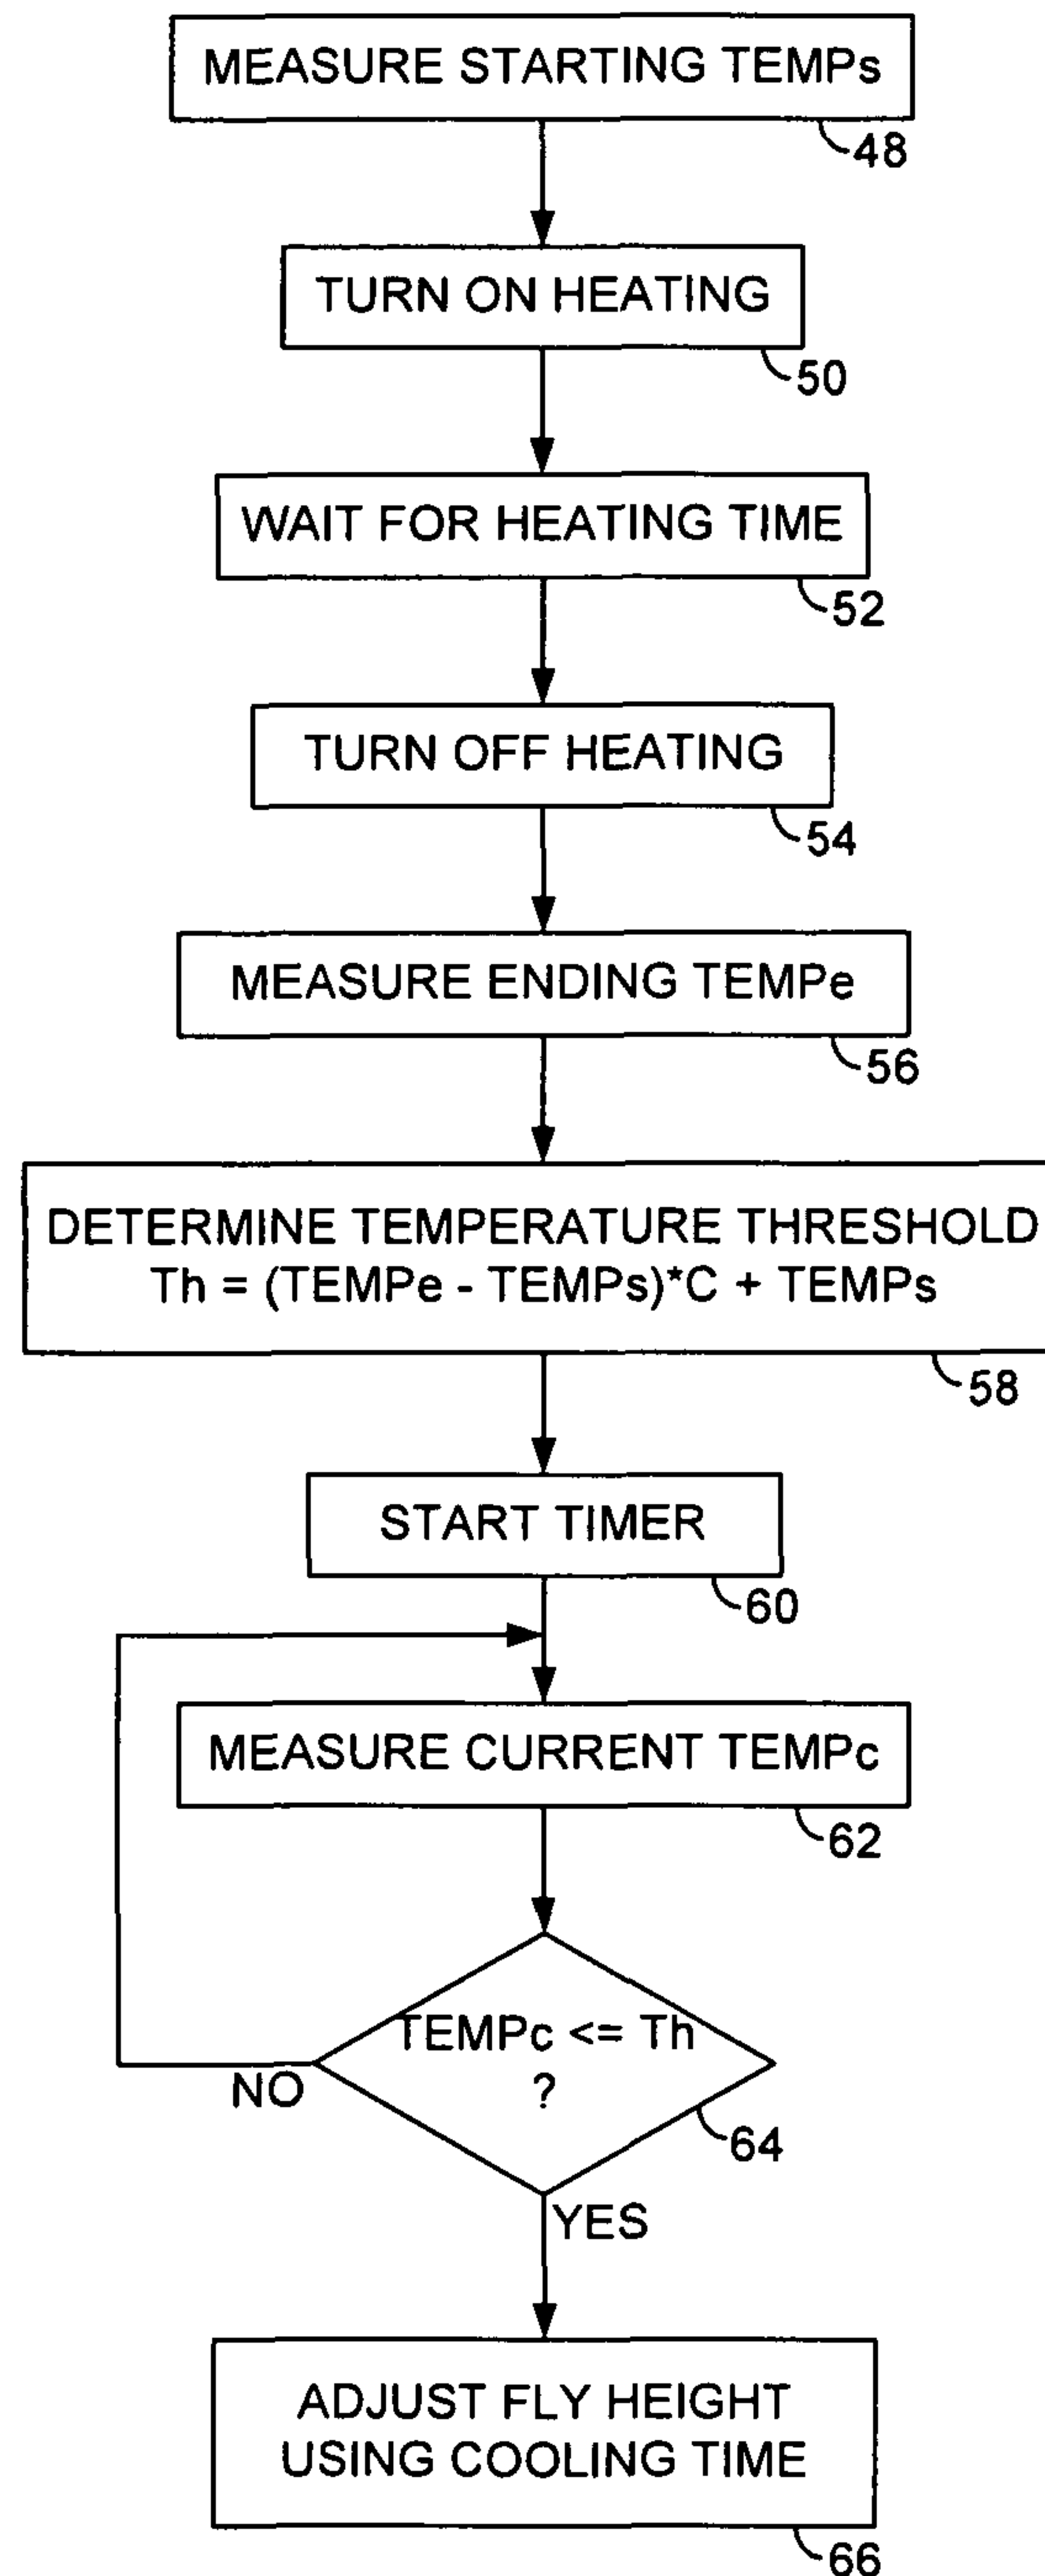 MEASURE STARTING TEMPs
48
TURN ON HEATING
50
WAIT FOR HEATING TIME
52
TURN OFF HEATING
54
MEASURE ENDING TEMPe
56
DETERMINE TEMPERATURE THRESHOLD
Th = (TEMPe - TEMPs)*C + TEMPs
58
START TIMER
60
MEASURE CURRENT TEMPc
62
TEMPc <= Th
?
NO
64
YES
ADJUST FLY HEIGHT
USING COOLING TIME
66